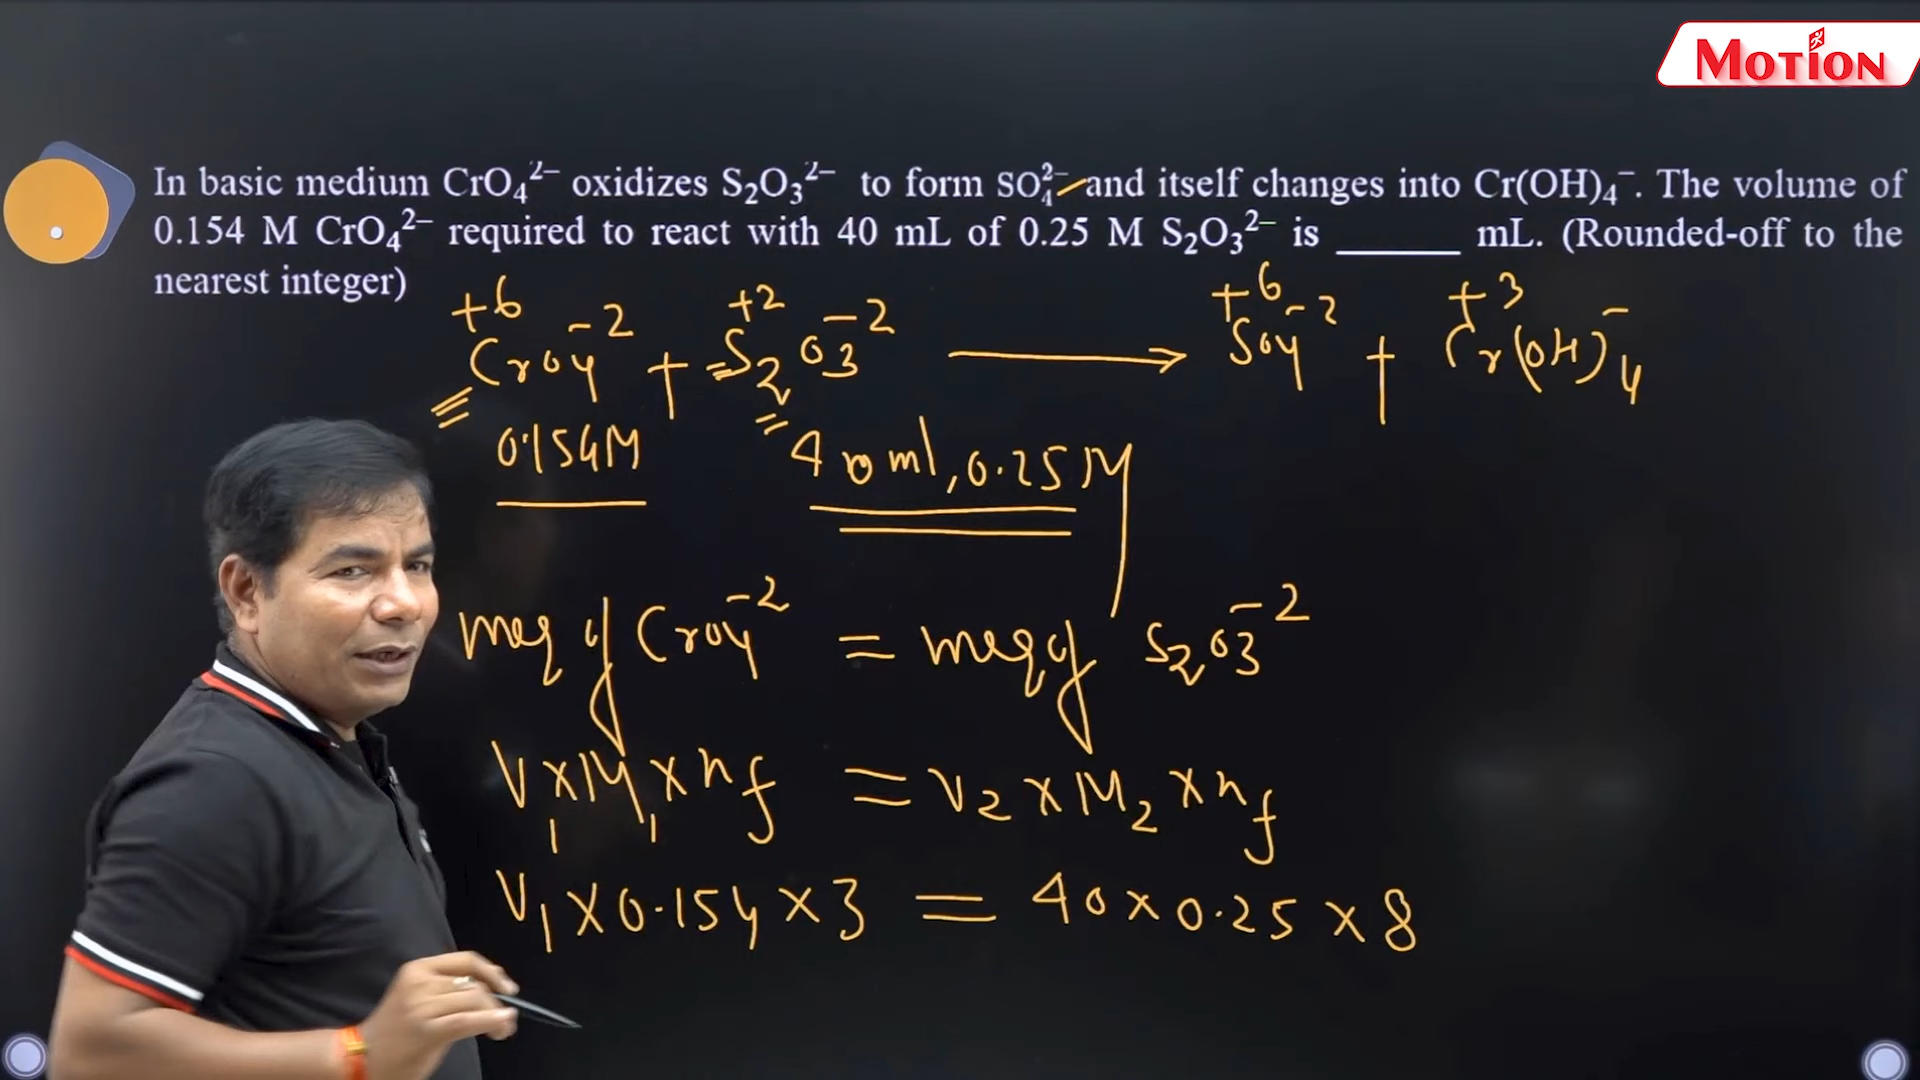 MOTION
In basic medium CrO₄²⁻ oxidizes S₂O₃²⁻ to form SO₄²⁻ and itself changes into Cr(OH)₄⁻. The volume of
0.154 M CrO₄²⁻ required to react with 40 mL of 0.25 M S₂O₃²⁻ is ______ mL. (Rounded-off to the
nearest integer)
+6 +2 +6 +3
CrO4⁻² + S₂O3⁻² ⟶ SO4⁻² + Cr(OH)₄⁻
0.154M 40ml, 0.25M
meq of CrO4⁻² = meq of S₂O3⁻²
V₁ × M₁ × nf = V₂ × M₂ × nf
V₁ × 0.154 × 3 = 40 × 0.25 × 8